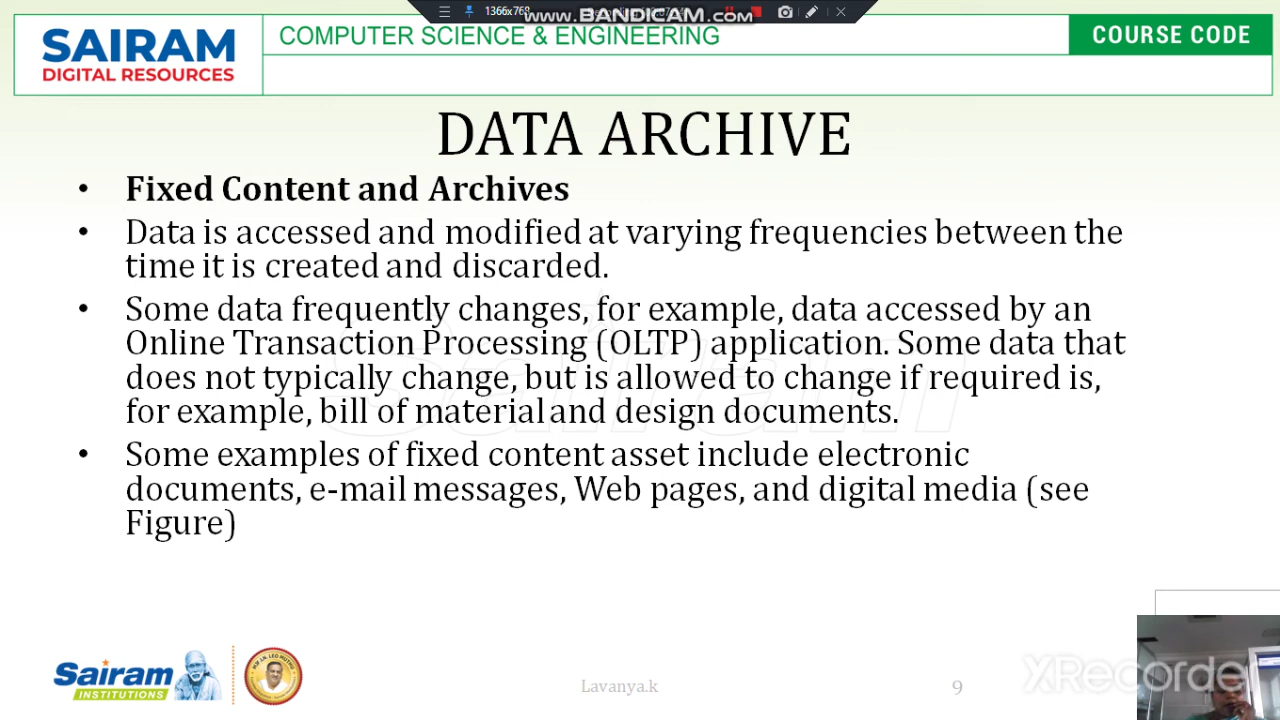 1366x768
www.BANDICAM.com
SAIRAM
DIGITAL RESOURCES
COMPUTER SCIENCE & ENGINEERING
COURSE CODE
DATA ARCHIVE
• Fixed Content and Archives
• Data is accessed and modified at varying frequencies between the
time it is created and discarded.
• Some data frequently changes, for example, data accessed by an
Online Transaction Processing (OLTP) application. Some data that
does not typically change, but is allowed to change if required is,
for example, bill of material and design documents.
• Some examples of fixed content asset include electronic
documents, e-mail messages, Web pages, and digital media (see
Figure)
Sairam
Sairam
INSTITUTIONS
Lavanya.k
9
XRecorder